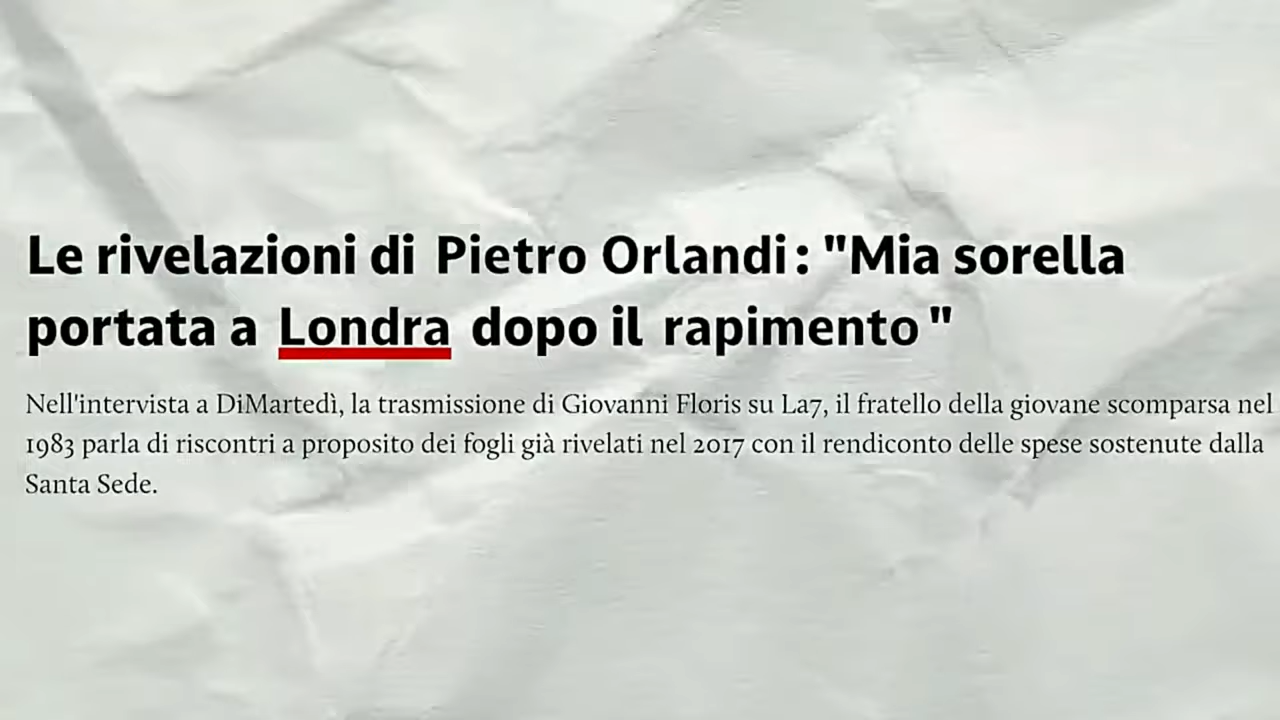 Le rivelazioni di Pietro Orlandi: "Mia sorella
portata a Londra dopo il rapimento"
Nell'intervista a DiMartedì, la trasmissione di Giovanni Floris su La7, il fratello della giovane scomparsa nel
1983 parla di riscontri a proposito dei fogli già rivelati nel 2017 con il rendiconto delle spese sostenute dalla
Santa Sede.